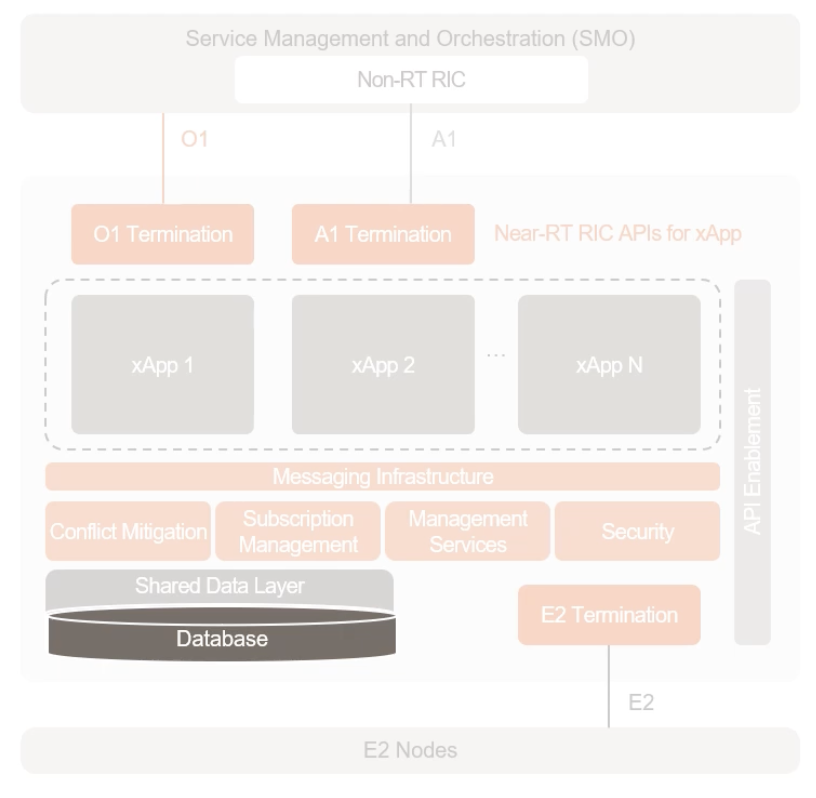 Service Management and Orchestration (SMO)
Non-RT RIC
O1
A1
O1 Termination
A1 Termination
Near-RT RIC APIs for xApp
xApp 1
xApp 2
...
xApp N
API Enablement
Messaging Infrastructure
Conflict Mitigation
Subscription
Management
Management
Services
Security
Shared Data Layer
Database
E2 Termination
E2
E2 Nodes